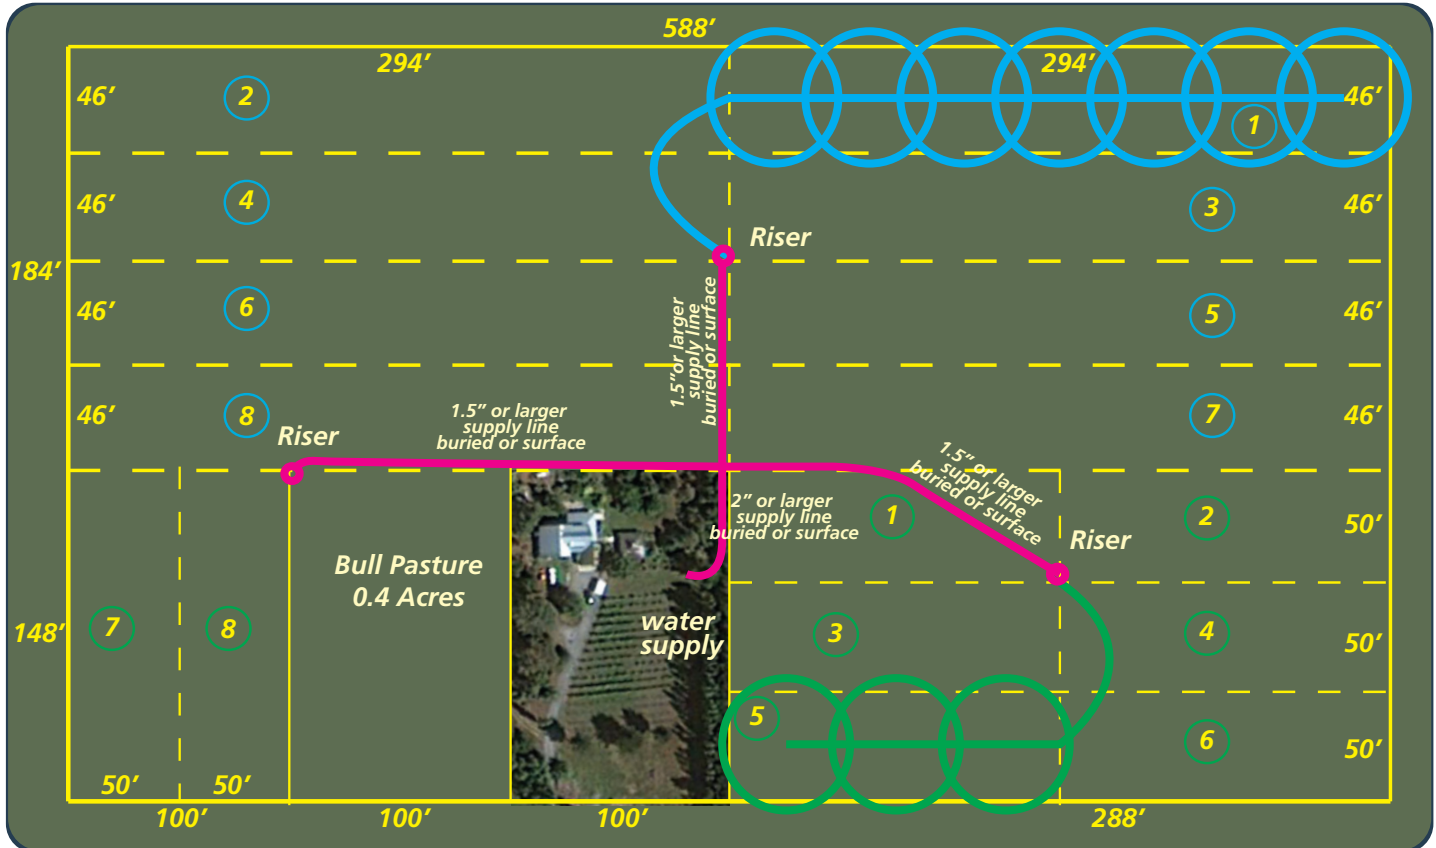 588’
294’
294’
46’
2
1
46’
46’
4
3
46’
Riser
184’
46’
6
5
46’
1.5”or larger
supply line
buried or surface
46’
8
7
46’
Riser
1.5” or larger
supply line
buried or surface
1.5” or larger
supply line
buried or surface
2” or larger
supply line
buried or surface
1
2
50’
Riser
Bull Pasture
0.4 Acres
148’
7
8
water
supply
3
4
50’
5
6
50’
50’
50’
100’
100’
100’
288’